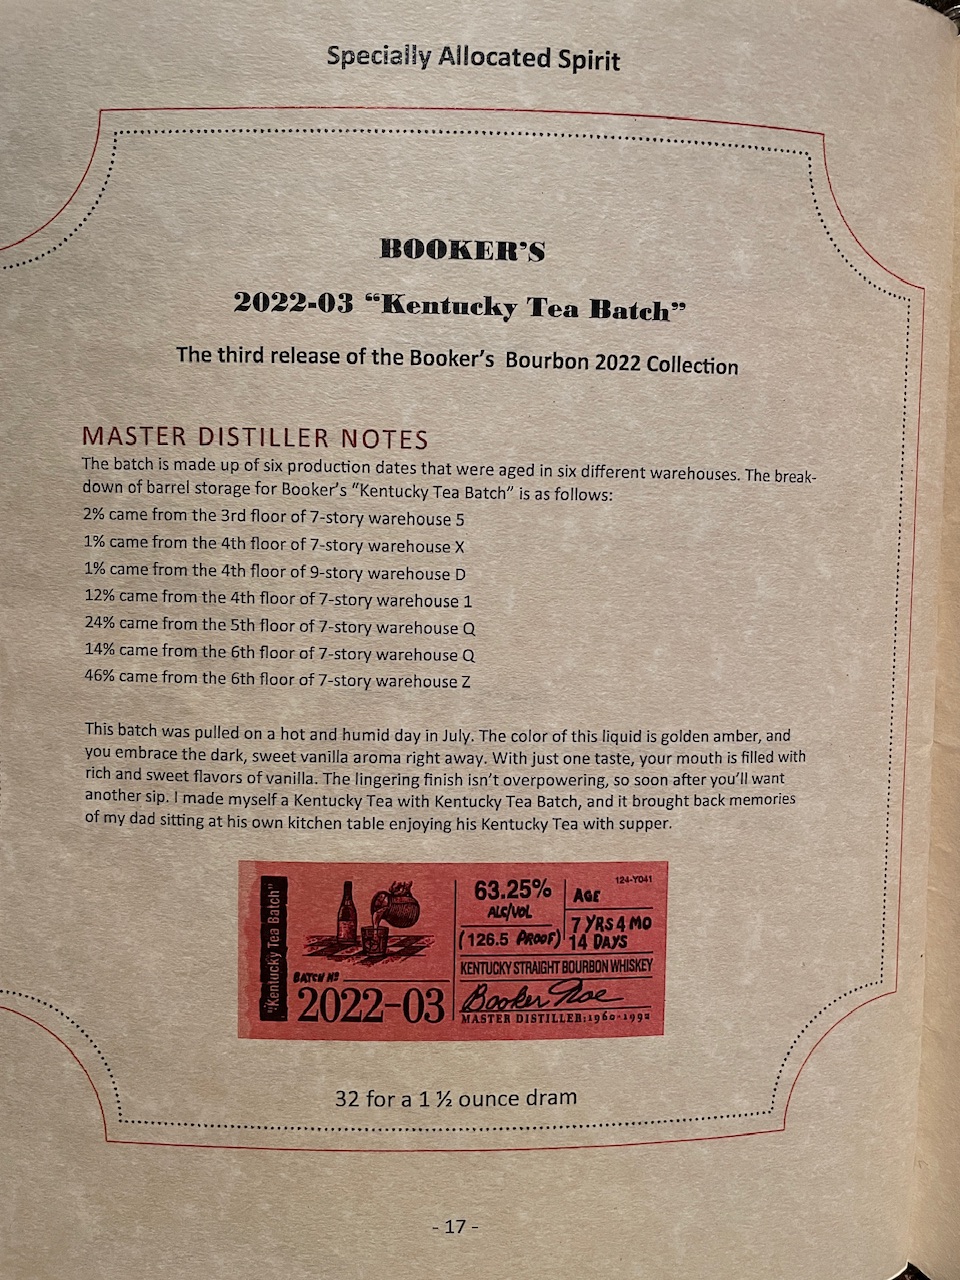 Specially Allocated Spirit
BOOKER’S
2022-03 “Kentucky Tea Batch”
The third release of the Booker’s Bourbon 2022 Collection
MASTER DISTILLER NOTES
The batch is made up of six production dates that were aged in six different warehouses. The break-
down of barrel storage for Booker’s “Kentucky Tea Batch” is as follows:
2% came from the 3rd floor of 7-story warehouse 5
1% came from the 4th floor of 7-story warehouse X
1% came from the 4th floor of 9-story warehouse D
12% came from the 4th floor of 7-story warehouse 1
24% came from the 5th floor of 7-story warehouse Q
14% came from the 6th floor of 7-story warehouse Q
46% came from the 6th floor of 7-story warehouse Z
This batch was pulled on a hot and humid day in July. The color of this liquid is golden amber, and
you embrace the dark, sweet vanilla aroma right away. With just one taste, your mouth is filled with
rich and sweet flavors of vanilla. The lingering finish isn’t overpowering, so soon after you’ll want
another sip. I made myself a Kentucky Tea with Kentucky Tea Batch, and it brought back memories
of my dad sitting at his own kitchen table enjoying his Kentucky Tea with supper.
"Kentucky Tea Batch"
BATCH Nº
2022-03
63.25%
ALC/VOL
(126.5 PROOF)
124-Y041
AGE
7 YRS 4 MO
14 DAYS
KENTUCKY STRAIGHT BOURBON WHISKEY
Booker Noe
MASTER DISTILLER:1960-1992
32 for a 1 ½ ounce dram
- 17 -